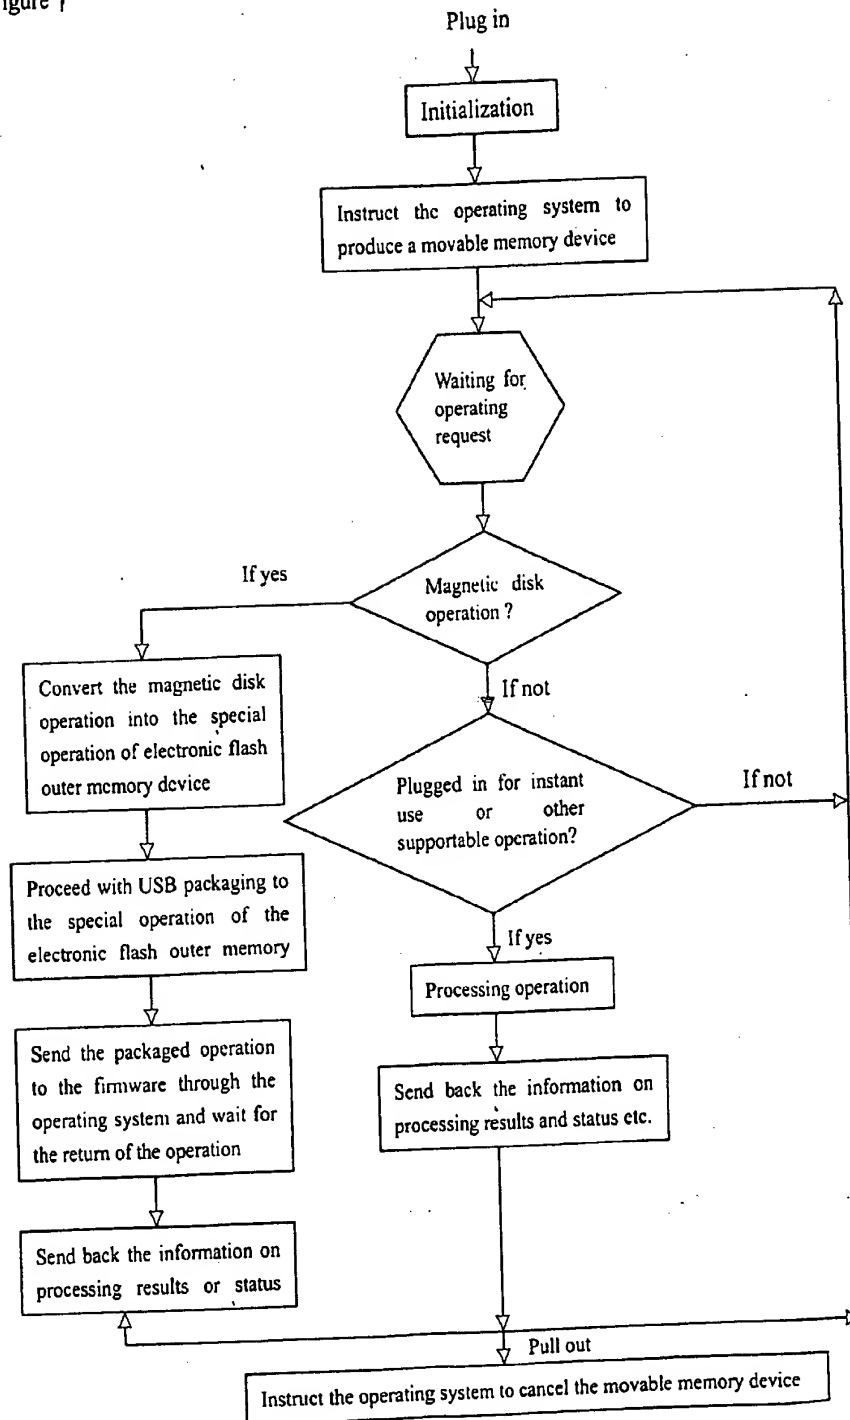 igure 7
Plug in
Initialization
Instruct the operating system to
produce a movable memory device
Waiting for
operating
request
Magnetic disk
operation ?
If yes
If not
Convert the magnetic disk
operation into the special
operation of electronic flash
outer memory device
Plugged in for instant
use or other
supportable operation?
If not
Proceed with USB packaging to
the special operation of the
electronic flash outer memory
If yes
Processing operation
Send the packaged operation
to the firmware through the
operating system and wait for
the return of the operation
Send back the information on
processing results and status etc.
Send back the information on
processing results or status
Pull out
Instruct the operating system to cancel the movable memory device